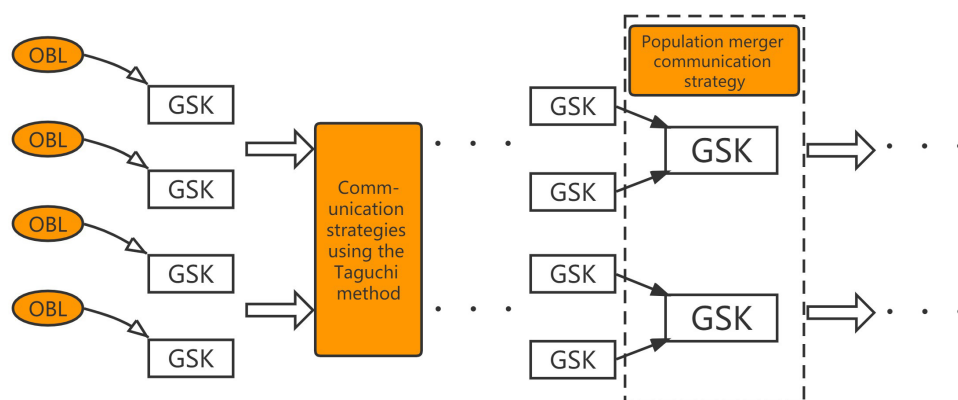 OBL
GSK
OBL
GSK
OBL
GSK
OBL
GSK
Comm-
unication
strategies
using the
Taguchi
method
GSK
GSK
GSK
GSK
Population merger
communication
strategy
GSK
GSK